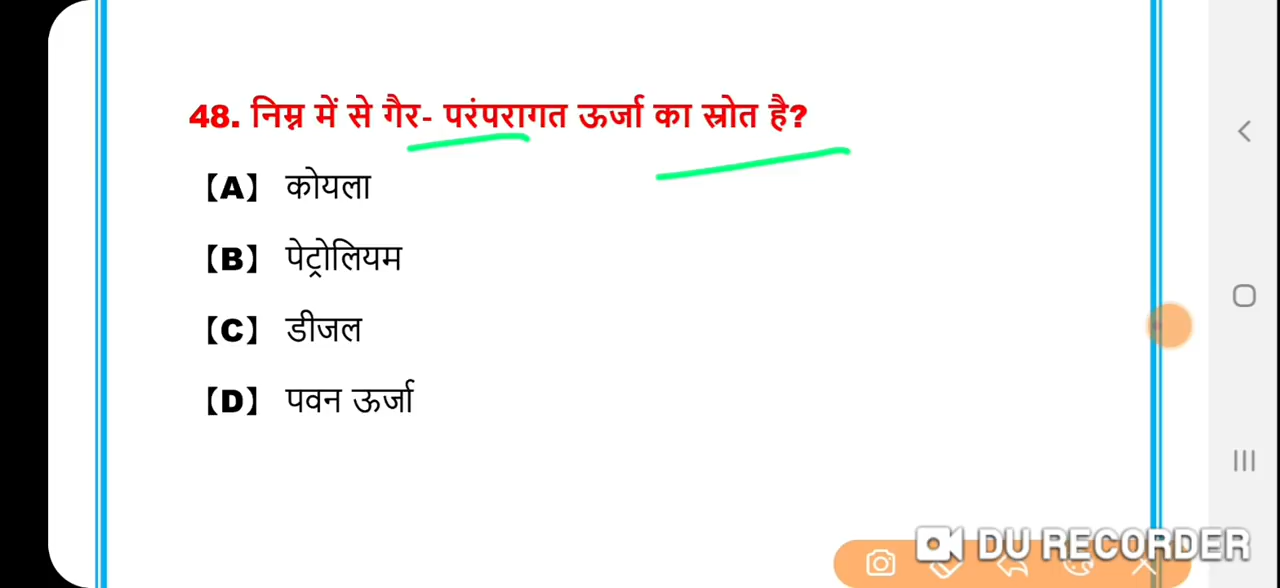 48. निम्न में से गैर- परंपरागत ऊर्जा का स्रोत है?
【A】 कोयला
【B】 पेट्रोलियम
【C】 डीजल
【D】 पवन ऊर्जा
DU RECORDER